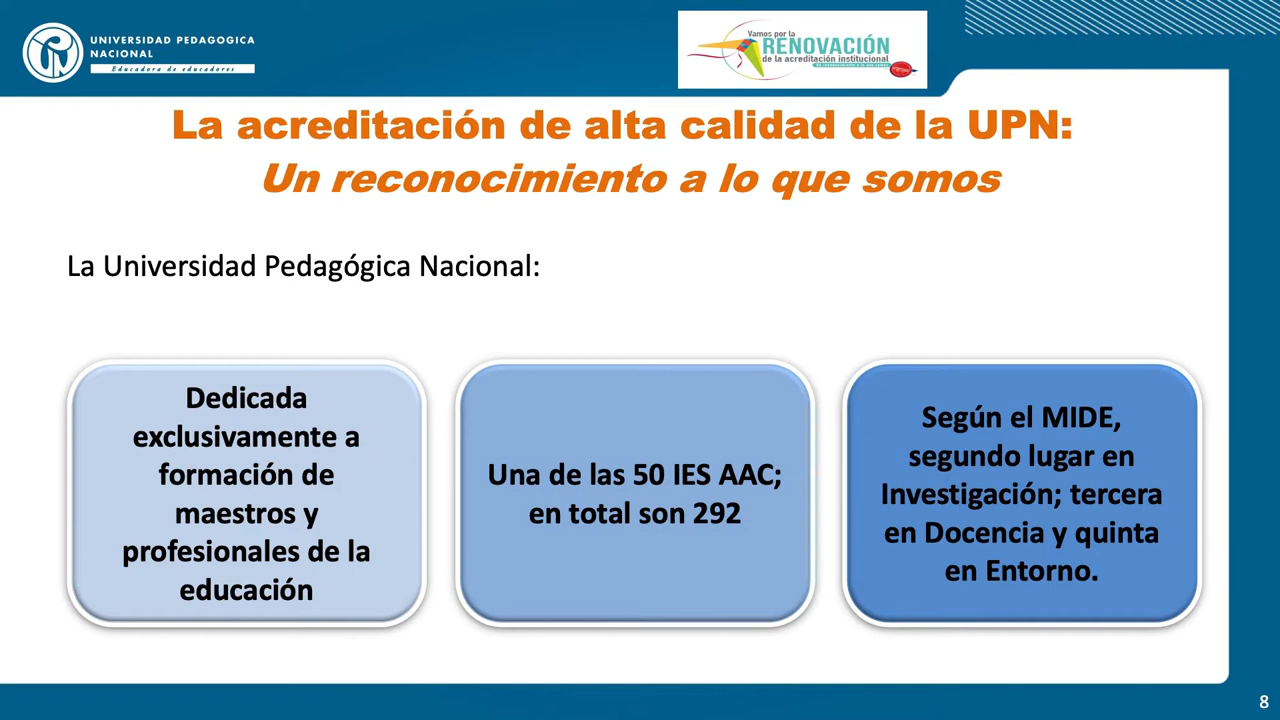 UNIVERSIDAD PEDAGOGICA
NACIONAL
Educadora de educadores
Vamos por la
RENOVACIÓN
de la acreditación institucional
La acreditación de alta calidad de la UPN:
Un reconocimiento a lo que somos
La Universidad Pedagógica Nacional:
Dedicada
exclusivamente a
formación de
maestros y
profesionales de la
educación
Una de las 50 IES AAC;
en total son 292
Según el MIDE,
segundo lugar en
Investigación; tercera
en Docencia y quinta
en Entorno.
8